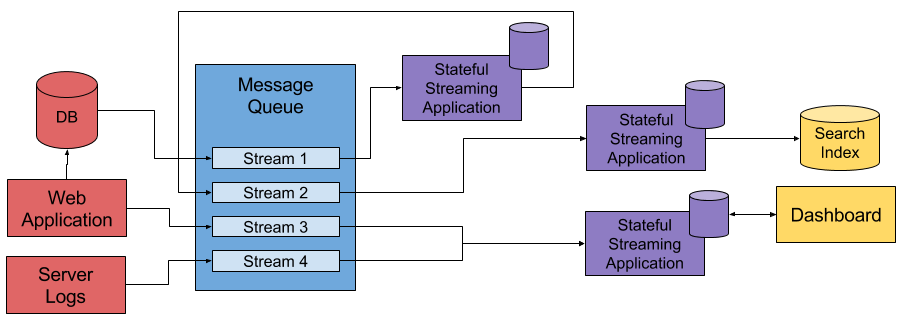 Message
Queue
Stream 1
Stream 2
Stream 3
Stream 4
DB
Web
Application
Server
Logs
Stateful
Streaming
Application
Stateful
Streaming
Application
Stateful
Streaming
Application
Search
Index
Dashboard